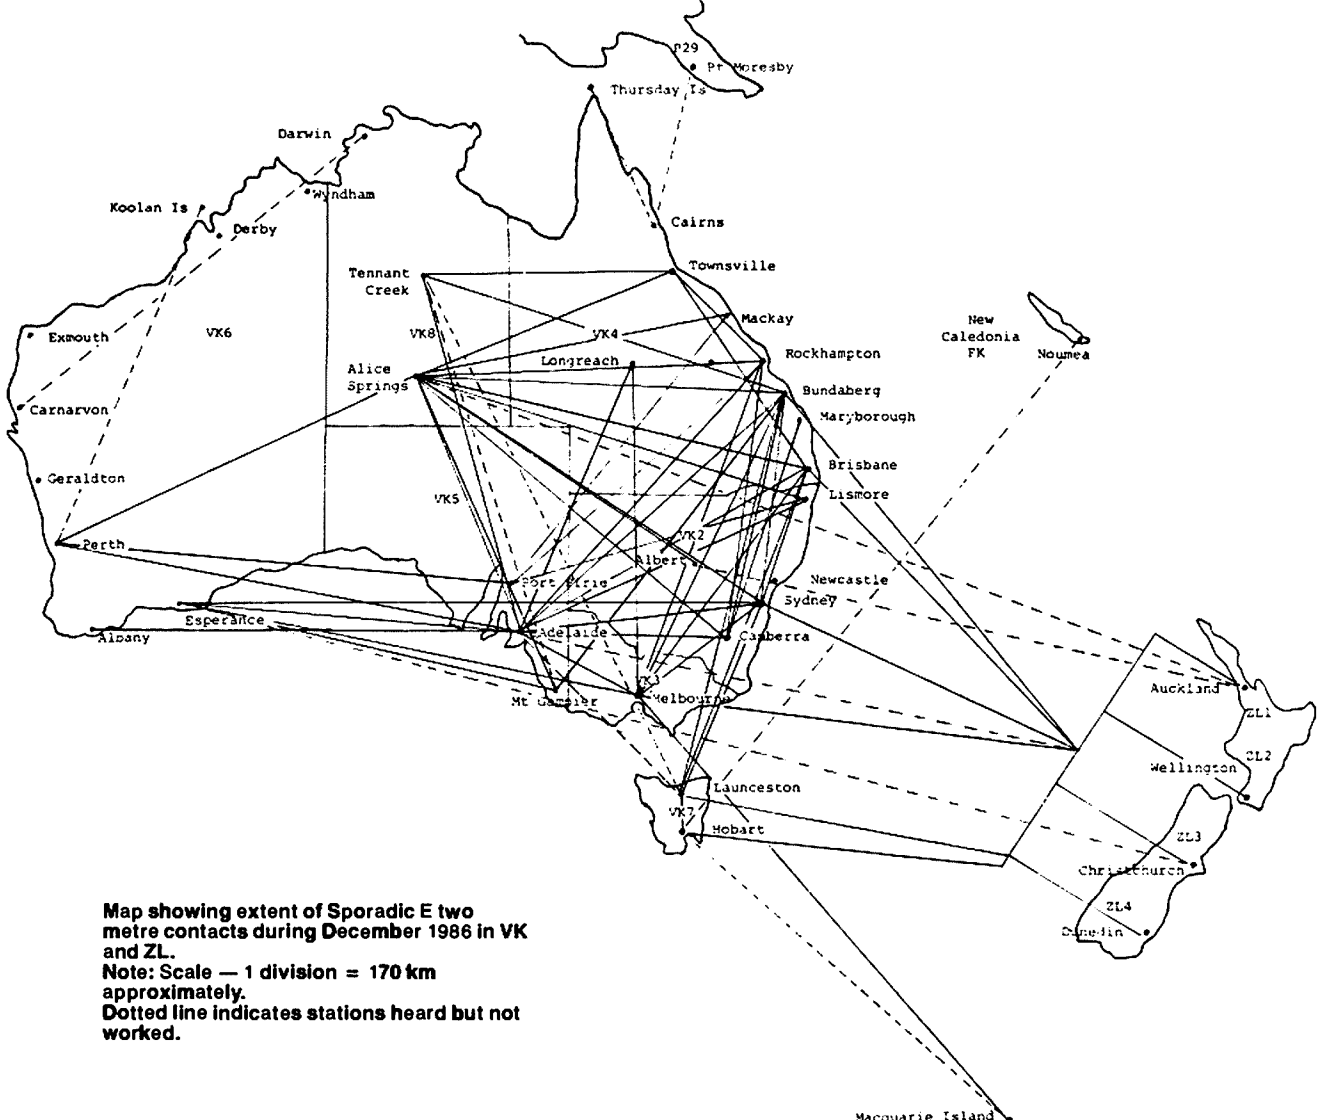 P29
Pt Moresby
Thursday Is
Darwin
Wyndham
Koolan Is
Derby
Cairns
Townsville
Tennant
Creek
Exmouth
VK6
VK8
VK4
Mackay
New
Caledonia
FK
Noumea
Longreach
Rockhampton
Alice
Springs
Bundaberg
Carnarvon
Maryborough
Brisbane
Geraldton
VK5
Lismore
VK2
Perth
Albert
Port Pirie
Newcastle
Sydney
Esperance
Albany
Adelaide
Canberra
VK3
Mt Gambier
Melbourne
Auckland
ZL1
ZL2
Wellington
Launceston
VK7
Hobart
ZL3
Christchurch
ZL4
Dunedin
Map showing extent of Sporadic E two
metre contacts during December 1986 in VK
and ZL.
Note: Scale — 1 division = 170 km
approximately.
Dotted line indicates stations heard but not
worked.
Macquarie Island